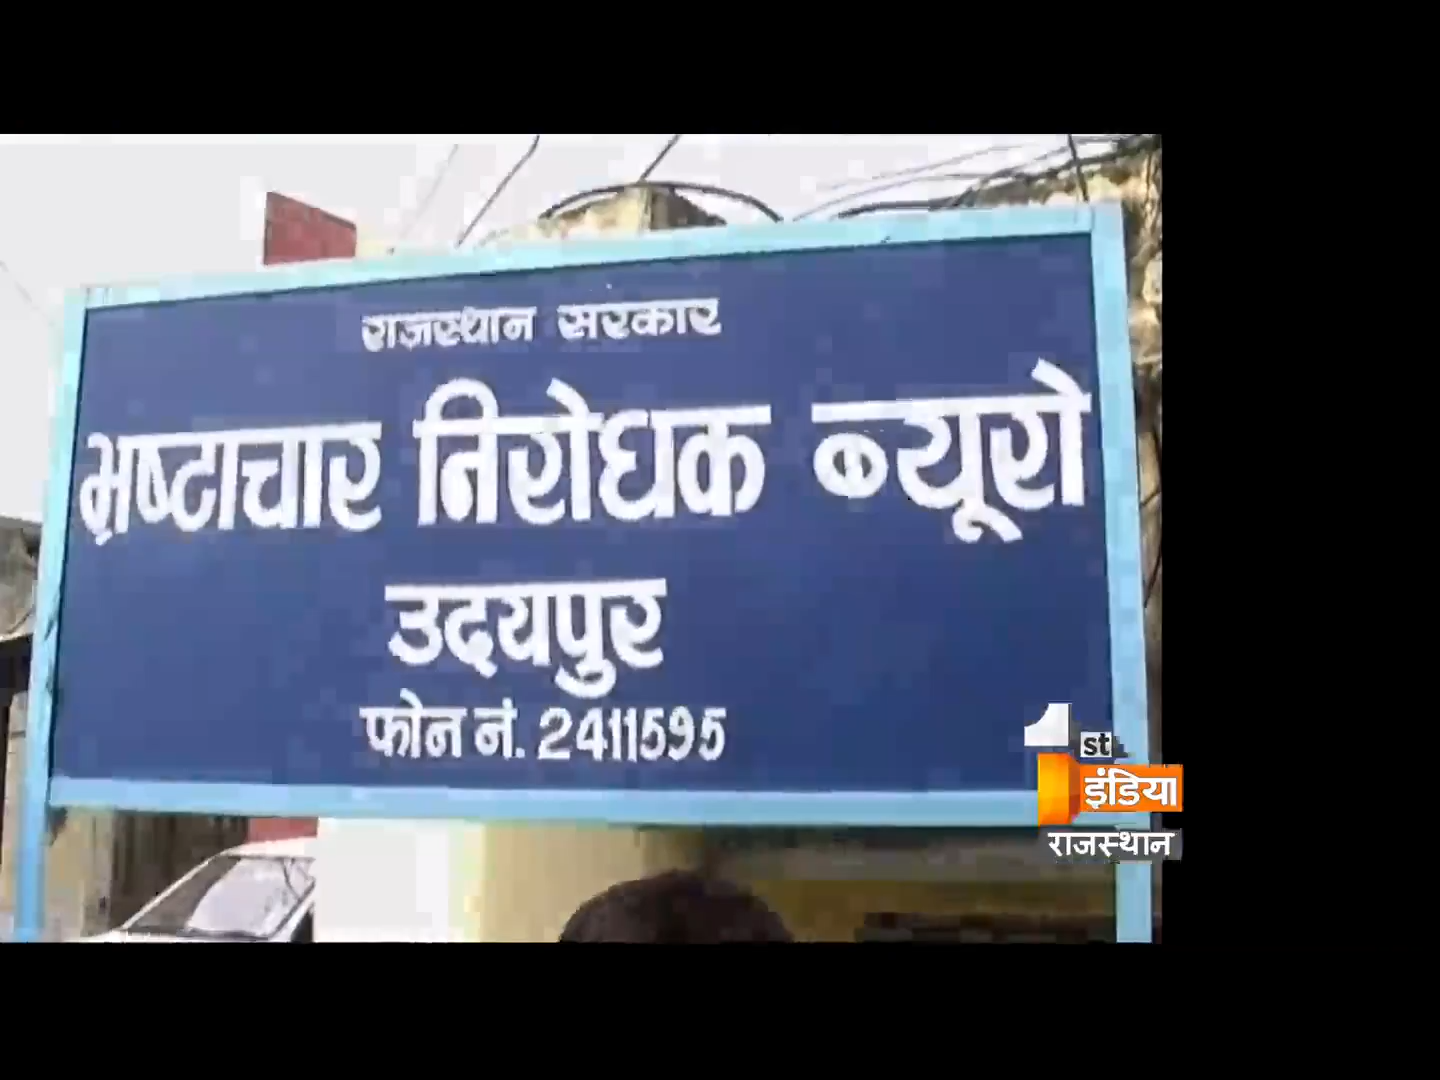 राजस्थान सरकार
भ्रष्टाचार निरोधक ब्यूरो
उदयपुर
फोन नं. 2411595
1st
इंडिया
राजस्थान